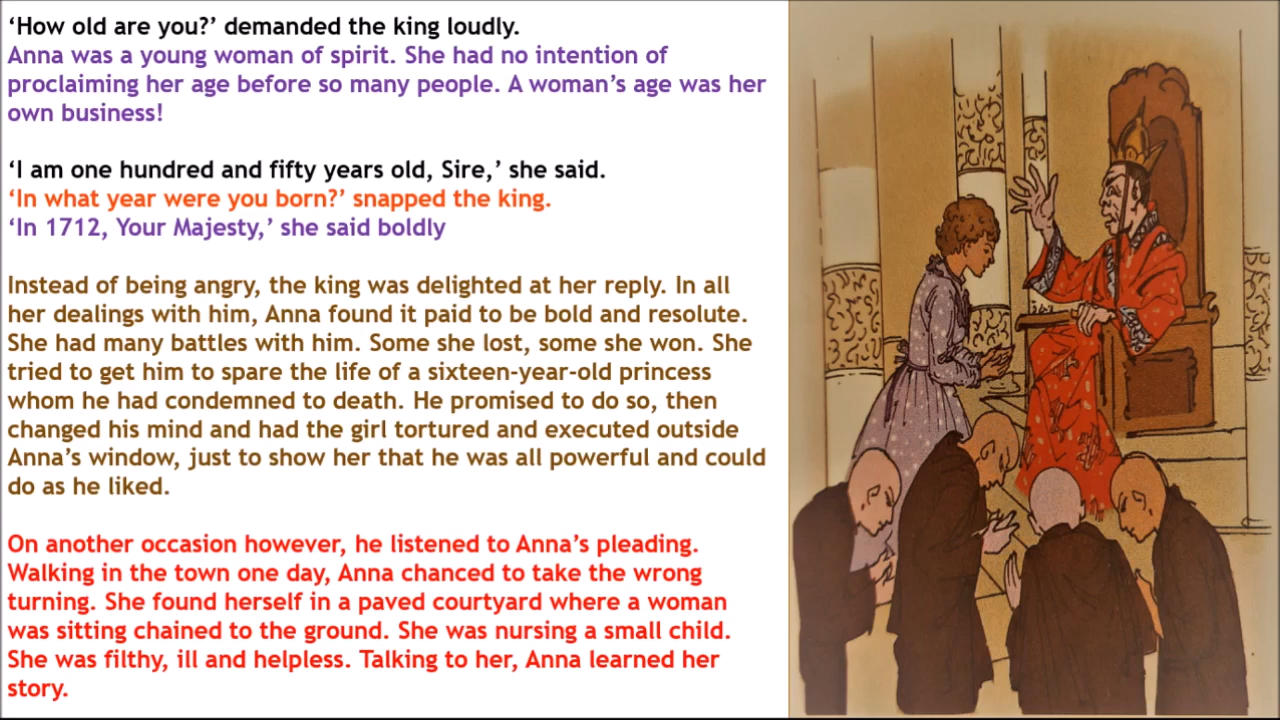 ‘How old are you?’ demanded the king loudly.
Anna was a young woman of spirit. She had no intention of
proclaiming her age before so many people. A woman’s age was her
own business!
‘I am one hundred and fifty years old, Sire,’ she said.
‘In what year were you born?’ snapped the king.
‘In 1712, Your Majesty,’ she said boldly
Instead of being angry, the king was delighted at her reply. In all
her dealings with him, Anna found it paid to be bold and resolute.
She had many battles with him. Some she lost, some she won. She
tried to get him to spare the life of a sixteen-year-old princess
whom he had condemned to death. He promised to do so, then
changed his mind and had the girl tortured and executed outside
Anna’s window, just to show her that he was all powerful and could
do as he liked.
On another occasion however, he listened to Anna’s pleading.
Walking in the town one day, Anna chanced to take the wrong
turning. She found herself in a paved courtyard where a woman
was sitting chained to the ground. She was nursing a small child.
She was filthy, ill and helpless. Talking to her, Anna learned her
story.